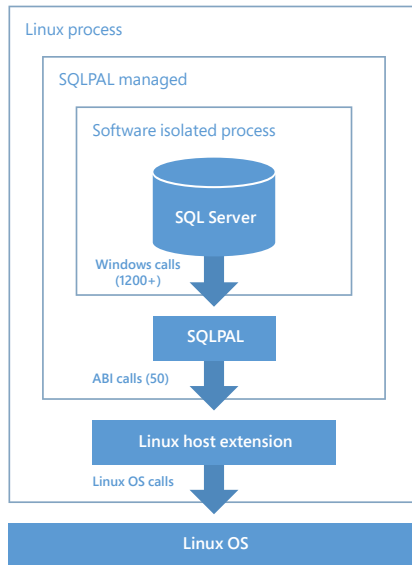 Linux process
SQLPAL managed
Software isolated process
SQL Server
Windows calls
(1200+)
SQLPAL
ABI calls (50)
Linux host extension
Linux OS calls
Linux OS